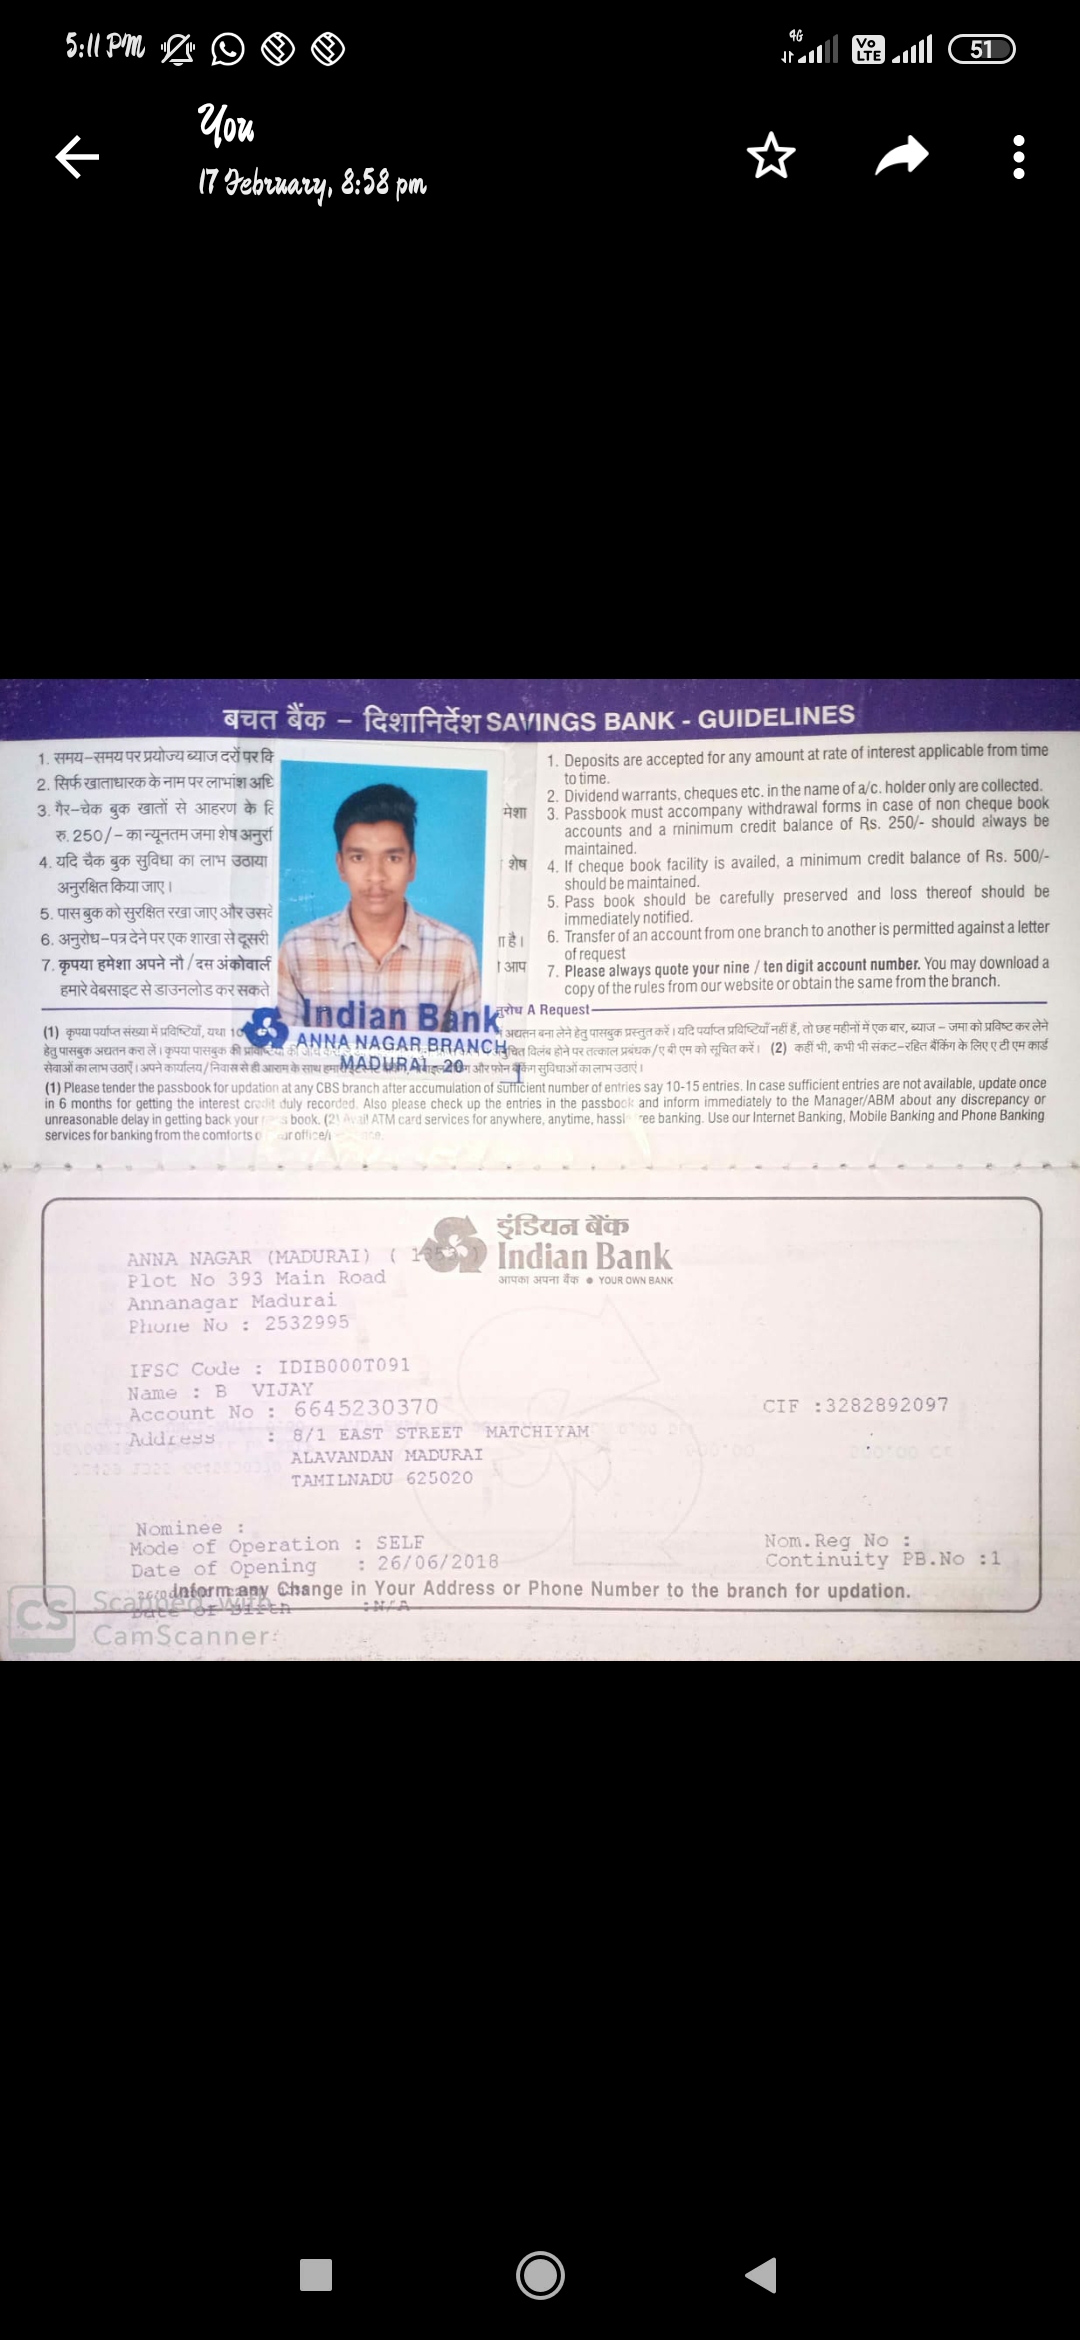 5:11 PM
4G
Vo LTE
51
You
17 February, 8:58 pm
बचत बैंक – दिशानिर्देश SAVINGS BANK - GUIDELINES
1. समय-समय पर प्रयोज्य ब्याज दरों पर कि
2. सिर्फ खाताधारक के नाम पर लाभांश अधि
3. गैर-चेक बुक खातों से आहरण के लि
मेशा
रु. 250/- का न्यूनतम जमा शेष अनुरक्षि
4. यदि चैक बुक सुविधा का लाभ उठाया
शेष
अनुरक्षित किया जाए।
5. पास बुक को सुरक्षित रखा जाए और उसके
6. अनुरोध-पत्र देने पर एक शाखा से दूसरी
है।
7. कृपया हमेशा अपने नौ/दस अंकोवाली
आप
हमारे वेबसाइट से डाउनलोड कर सकते
1. Deposits are accepted for any amount at rate of interest applicable from time
to time.
2. Dividend warrants, cheques etc. in the name of a/c. holder only are collected.
3. Passbook must accompany withdrawal forms in case of non cheque book
accounts and a minimum credit balance of Rs. 250/- should always be
maintained.
4. If cheque book facility is availed, a minimum credit balance of Rs. 500/-
should be maintained.
5. Pass book should be carefully preserved and loss thereof should be
immediately notified.
6. Transfer of an account from one branch to another is permitted against a letter
of request
7. Please always quote your nine / ten digit account number. You may download a
copy of the rules from our website or obtain the same from the branch.
Indian Bank
ANNA NAGAR BRANCH
MADURAI - 20
A Request
(1) कृपया पर्याप्त संख्या में प्रविष्टियाँ, यथा 10 अद्यतन बना लेने हेतु पासबुक प्रस्तुत करें। यदि पर्याप्त प्रविष्टियाँ नहीं हैं, तो छह महीनों में एक बार, ब्याज – जमा को प्रविष्ट कर लेने
हेतु पासबुक अद्यतन करा ले। कृपया पासबुक की विलंब होने पर तत्काल प्रबंधक/ए बी एम को सूचित करें। (2) कहीं भी, कभी भी संकट-रहित बैंकिंग के लिए ए टी एम कार्ड
सेवाओं का लाभ उठाएँ। अपने कार्यालय/निवास से ही आराम के साथ और फोन बैंकिंग सुविधाओं का लाभ उठाएं।
(1) Please tender the passbook for updation at any CBS branch after accumulation of sufficient number of entries say 10-15 entries. In case sufficient entries are not available, update once
in 6 months for getting the interest credit duly recorded. Also please check up the entries in the passbook and inform immediately to the Manager/ABM about any discrepancy or
unreasonable delay in getting back your book. (2) Avail ATM card services for anywhere, anytime, banking. Use our Internet Banking, Mobile Banking and Phone Banking
services for banking from the comforts office/
इंडियन बैंक
Indian Bank
आपका अपना बैंक ● YOUR OWN BANK
ANNA NAGAR (MADURAI) (
Plot No 393 Main Road
Annanagar Madurai
Phone No : 2532995
IFSC Code : IDIB000T091
Name : B VIJAY
Account No : 6645230370
CIF :3282892097
Address : 8/1 EAST STREET MATCHIYAM
ALAVANDAN MADURAI
TAMILNADU 625020
Nominee :
Nom.Reg No :
Mode of Operation : SELF
Continuity PB.No :1
Date of Opening : 26/06/2018
Inform any Change in Your Address or Phone Number to the branch for updation.
Date of Birth :N/A
CS
Scanned with
CamScanner